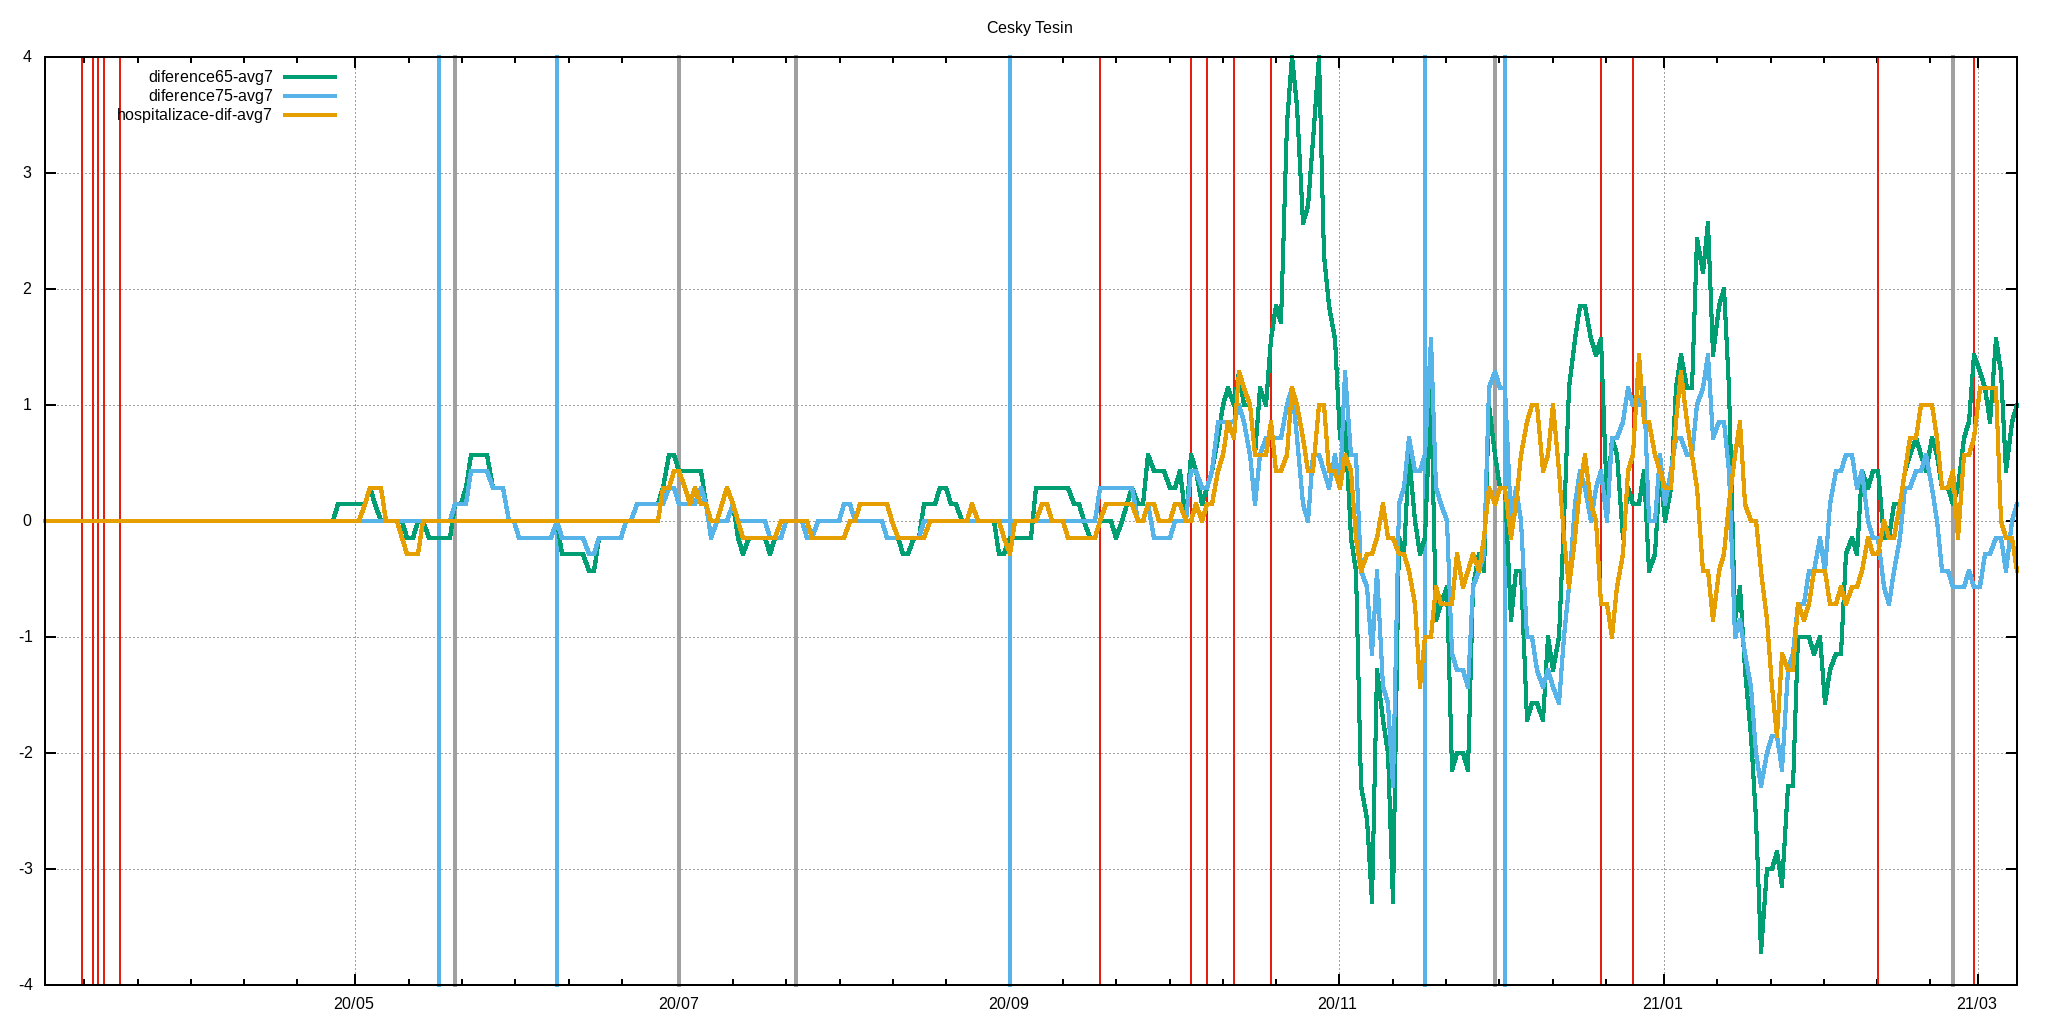 Cesky Tesin
diference65-avg7
diference75-avg7
hospitalizace-dif-avg7
4
3
2
1
0
-1
-2
-3
-4
20/05 20/07 20/09 20/11 21/01 21/03